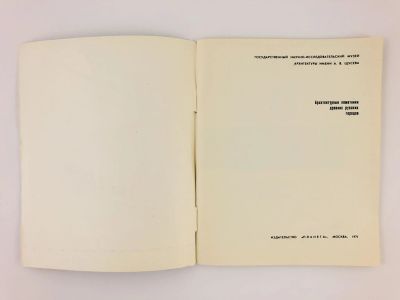 ГОСУДАРСТВЕННЫЙ НАУЧНО-ИССЛЕДОВАТЕЛЬСКИЙ МУЗЕЙ
АРХИТЕКТУРЫ ИМЕНИ А. В. ЩУСЕВА
Архитектурные памятники
древних русских
городов
ИЗДАТЕЛЬСТВО «ПЛАНЕТА», МОСКВА,